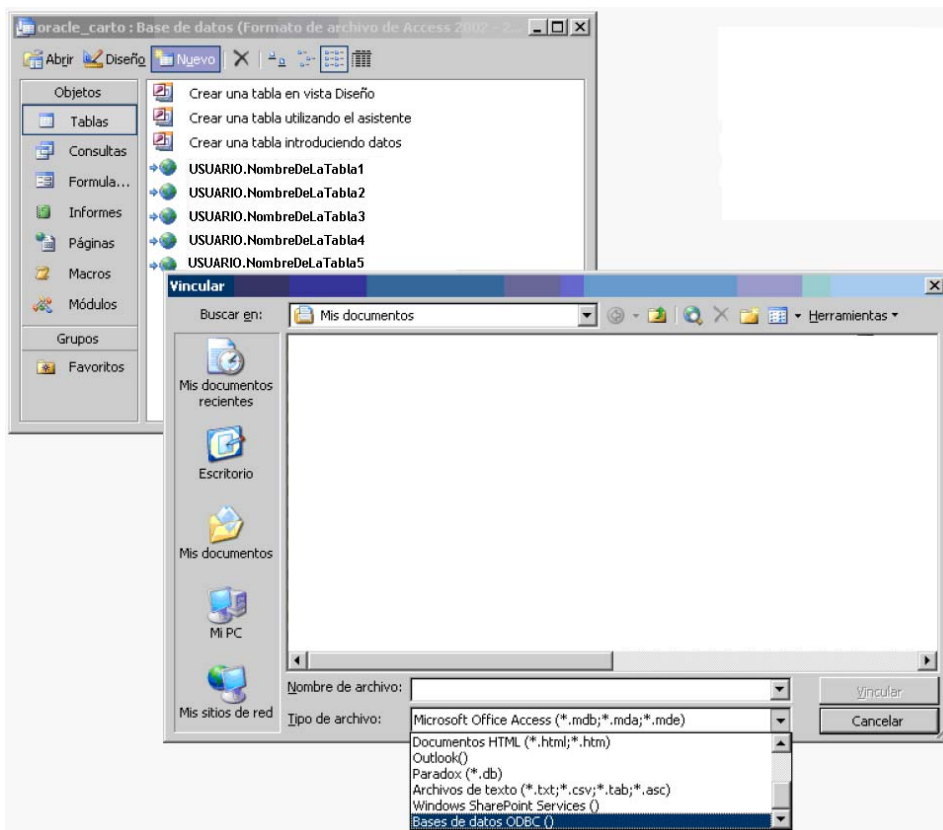 oracle_carto : Base de datos (Formato de archivo de Access 2002 - 2...
Abrir Diseño Nuevo
Objetos
Tablas
Consultas
Formula...
Informes
Páginas
Macros
Módulos
Grupos
Favoritos
Crear una tabla en vista Diseño
Crear una tabla utilizando el asistente
Crear una tabla introduciendo datos
USUARIO.NombreDeLaTabla1
USUARIO.NombreDeLaTabla2
USUARIO.NombreDeLaTabla3
USUARIO.NombreDeLaTabla4
USUARIO.NombreDeLaTabla5
Vincular
Buscar en: Mis documentos Herramientas
Mis documentos
recientes
Escritorio
Mis documentos
Mi PC
Mis sitios de red
Nombre de archivo: Vincular
Tipo de archivo: Microsoft Office Access (*.mdb;*.mda;*.mde) Cancelar
Documentos HTML (*.html;*.htm)
Outlook()
Paradox (*.db)
Archivos de texto (*.txt;*.csv;*.tab;*.asc)
Windows SharePoint Services ()
Bases de datos ODBC ()